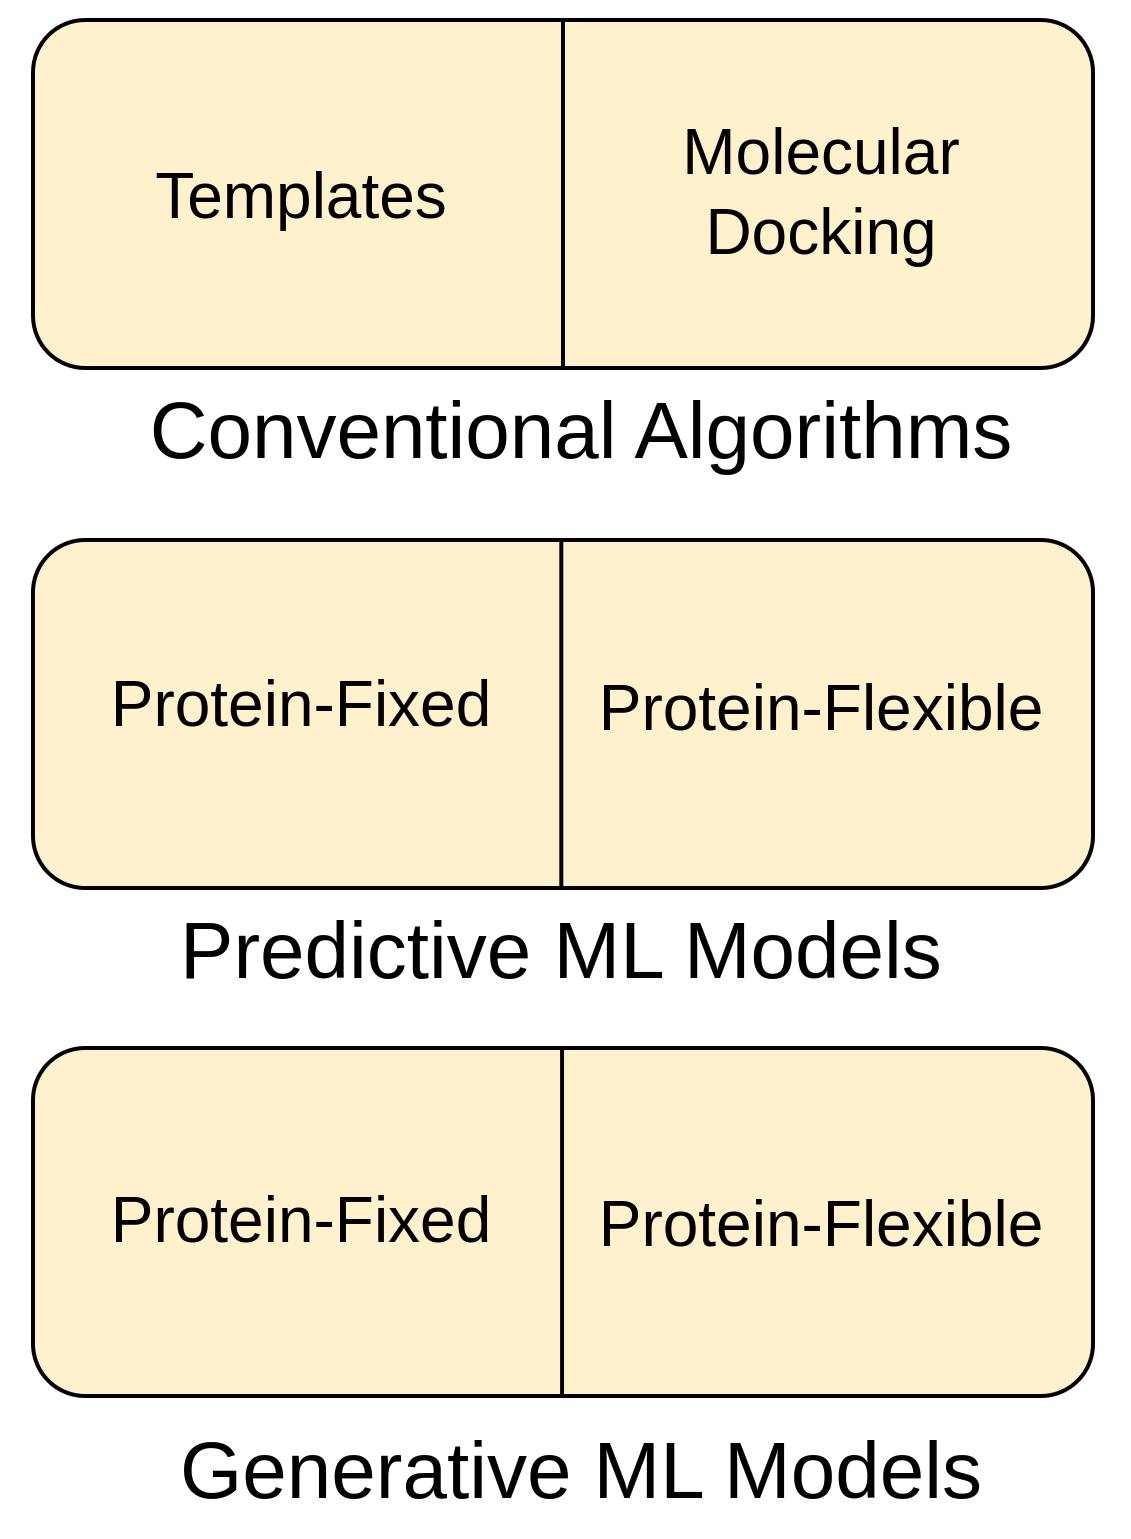 Templates
Molecular
Docking
Conventional Algorithms
Protein-Fixed
Protein-Flexible
Predictive ML Models
Protein-Fixed
Protein-Flexible
Generative ML Models